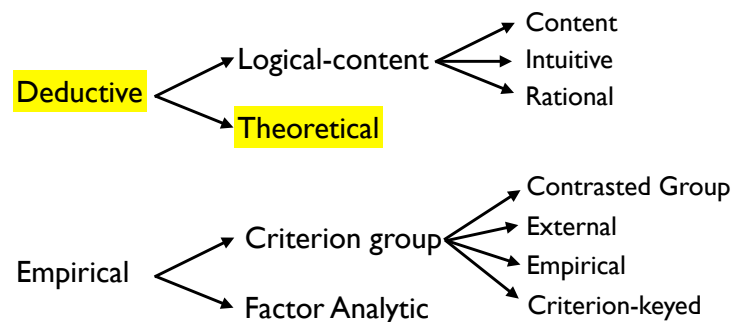 Deductive
Logical-content
Theoretical
Content
Intuitive
Rational
Empirical
Criterion group
Factor Analytic
Contrasted Group
External
Empirical
Criterion-keyed